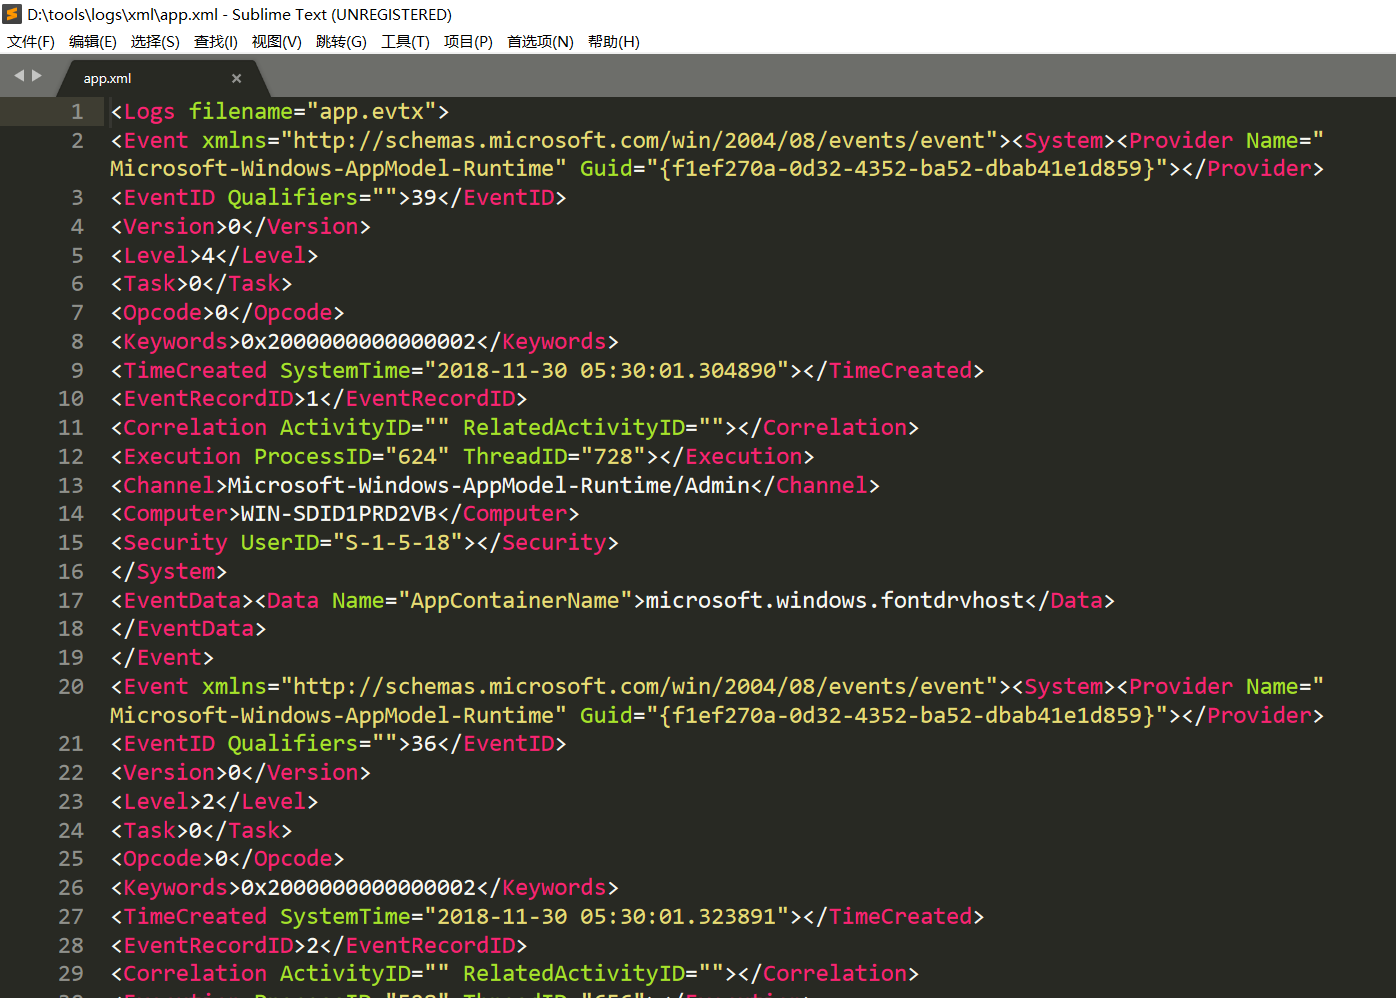 D:\tools\logs\xml\app.xml - Sublime Text (UNREGISTERED)
文件(F) 编辑(E) 选择(S) 查找(I) 视图(V) 跳转(G) 工具(T) 项目(P) 首选项(N) 帮助(H)
app.xml ×
1 <Logs filename="app.evtx">
2 <Event xmlns="http://schemas.microsoft.com/win/2004/08/events/event"><System><Provider Name="
Microsoft-Windows-AppModel-Runtime" Guid="{f1ef270a-0d32-4352-ba52-dbab41e1d859}"></Provider>
3 <EventID Qualifiers="">39</EventID>
4 <Version>0</Version>
5 <Level>4</Level>
6 <Task>0</Task>
7 <Opcode>0</Opcode>
8 <Keywords>0x2000000000000002</Keywords>
9 <TimeCreated SystemTime="2018-11-30 05:30:01.304890"></TimeCreated>
10 <EventRecordID>1</EventRecordID>
11 <Correlation ActivityID="" RelatedActivityID=""></Correlation>
12 <Execution ProcessID="624" ThreadID="728"></Execution>
13 <Channel>Microsoft-Windows-AppModel-Runtime/Admin</Channel>
14 <Computer>WIN-SDID1PRD2VB</Computer>
15 <Security UserID="S-1-5-18"></Security>
16 </System>
17 <EventData><Data Name="AppContainerName">microsoft.windows.fontdrvhost</Data>
18 </EventData>
19 </Event>
20 <Event xmlns="http://schemas.microsoft.com/win/2004/08/events/event"><System><Provider Name="
Microsoft-Windows-AppModel-Runtime" Guid="{f1ef270a-0d32-4352-ba52-dbab41e1d859}"></Provider>
21 <EventID Qualifiers="">36</EventID>
22 <Version>0</Version>
23 <Level>2</Level>
24 <Task>0</Task>
25 <Opcode>0</Opcode>
26 <Keywords>0x2000000000000002</Keywords>
27 <TimeCreated SystemTime="2018-11-30 05:30:01.323891"></TimeCreated>
28 <EventRecordID>2</EventRecordID>
29 <Correlation ActivityID="" RelatedActivityID=""></Correlation>